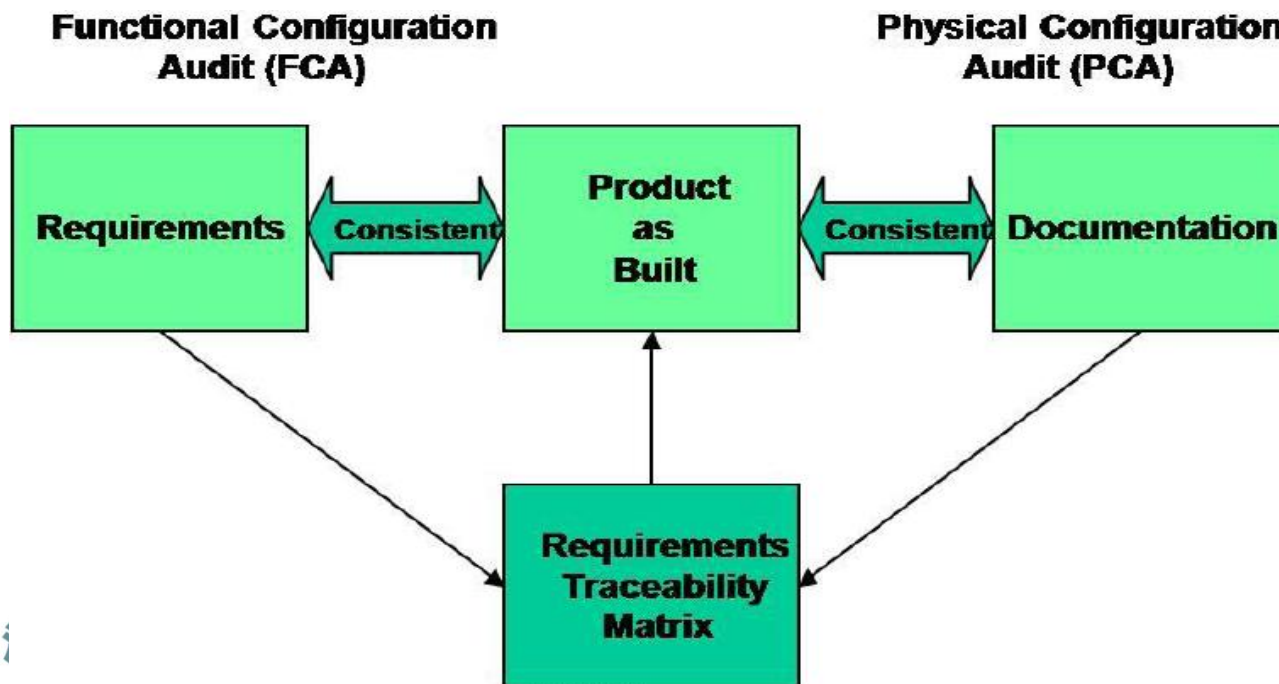 Functional Configuration
Audit (FCA)
Physical Configuration
Audit (PCA)
Requirements
Consistent
Product
as
Built
Consistent
Documentation
Requirements
Traceability
Matrix